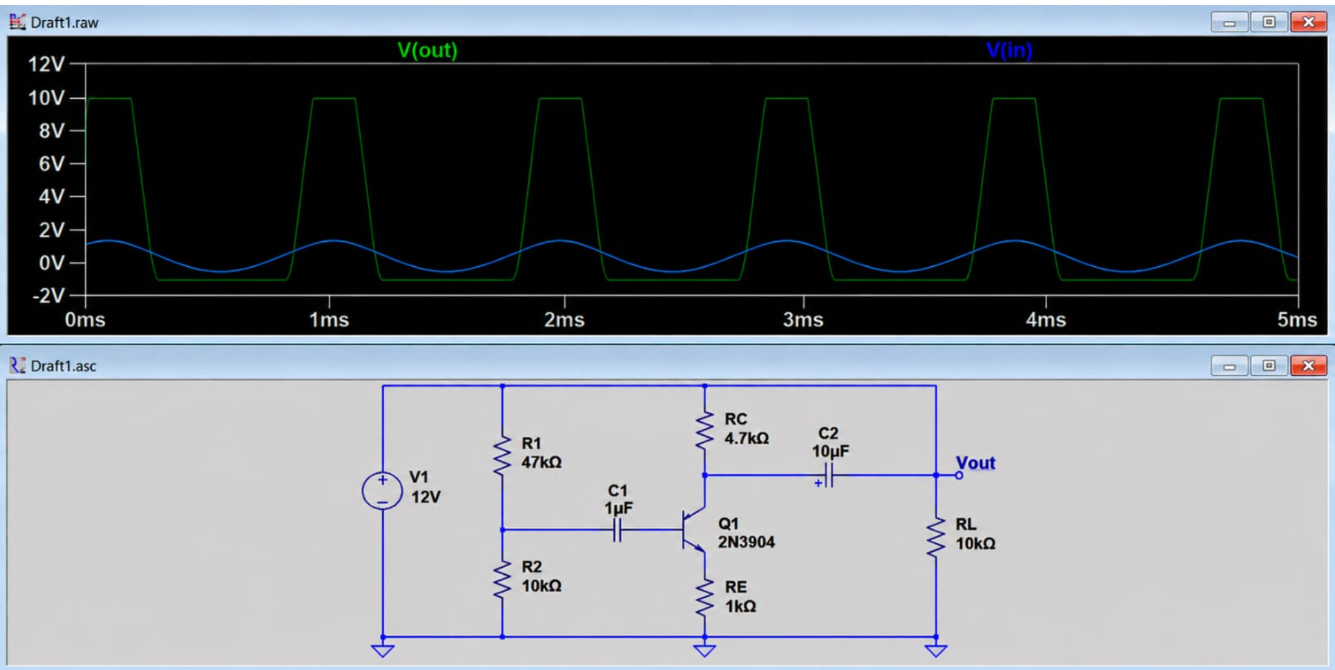 Draft1.raw
V(out) V(in)
12V
10V
8V
6V
4V
2V
0V
-2V
0ms 1ms 2ms 3ms 4ms 5ms
Draft1.asc
V1
12V
R1
47kΩ
R2
10kΩ
C1
1µF
RC
4.7kΩ
Q1
2N3904
RE
1kΩ
C2
10µF
+
Vout
RL
10kΩ